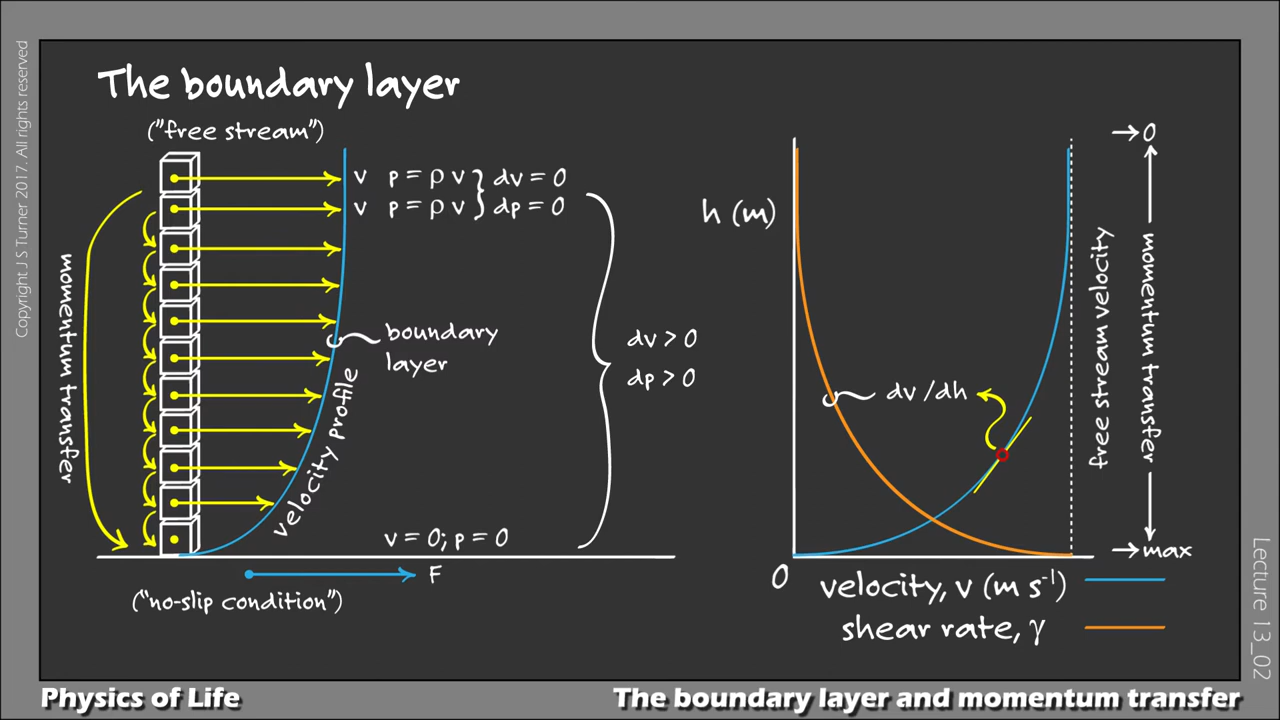 Copyright J S Turner 2017. All rights reserved
The boundary layer
("free stream")
v p = ρ v } dv = 0
v p = ρ v } dp = 0
momentum transfer
boundary
layer
velocity profile
dv > 0
dp > 0
v = 0; p = 0
F
("no-slip condition")
h (m)
dv /dh
free stream velocity
→0
momentum transfer
→max
0
velocity, v (m s⁻¹)
shear rate, γ
Lecture 13_02
Physics of Life
The boundary layer and momentum transfer